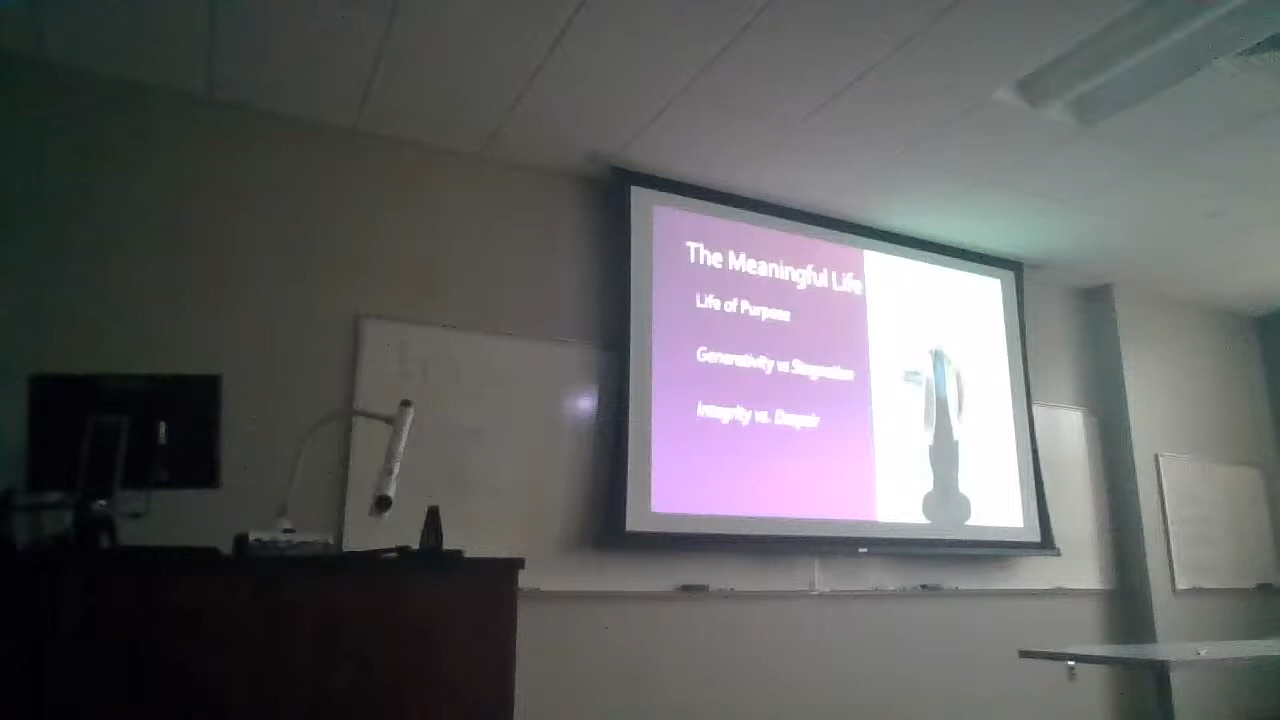 The Meaningful Life
Life of Purpose
Generativity vs Stagnation
Integrity vs. Despair